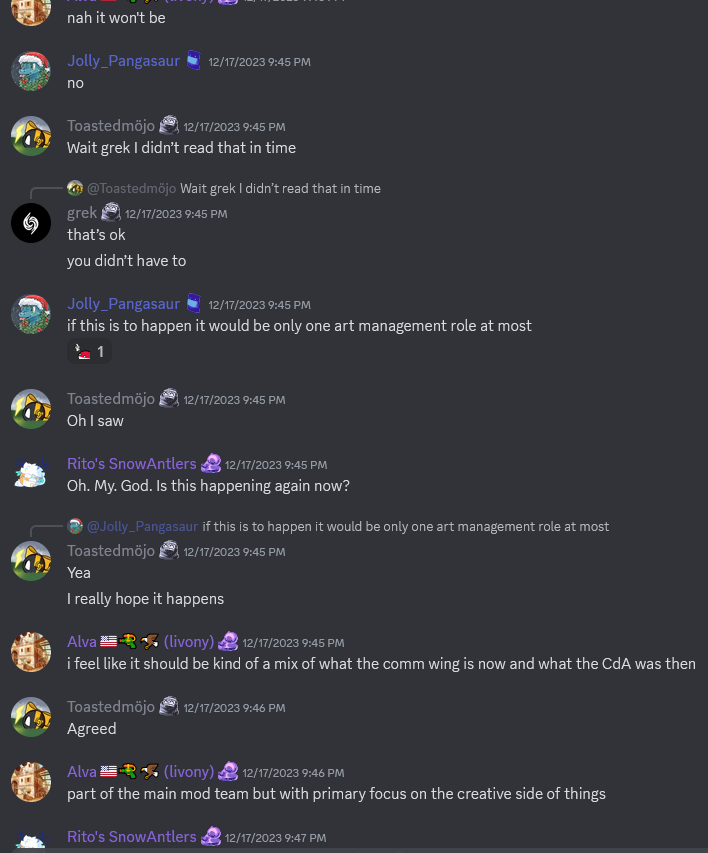 nah it won't be
Jolly_Pangasaur 12/17/2023 9:45 PM
no
Toastedmöjo 12/17/2023 9:45 PM
Wait grek I didn't read that in time
@Toastedmöjo Wait grek I didn't read that in time
grek 12/17/2023 9:45 PM
that's ok
you didn't have to
Jolly_Pangasaur 12/17/2023 9:45 PM
if this is to happen it would be only one art management role at most
1
Toastedmöjo 12/17/2023 9:45 PM
Oh I saw
Rito's SnowAntlers 12/17/2023 9:45 PM
Oh. My. God. Is this happening again now?
@Jolly_Pangasaur if this is to happen it would be only one art management role at most
Toastedmöjo 12/17/2023 9:45 PM
Yea
I really hope it happens
Alva (livony) 12/17/2023 9:45 PM
i feel like it should be kind of a mix of what the comm wing is now and what the CdA was then
Toastedmöjo 12/17/2023 9:46 PM
Agreed
Alva (livony) 12/17/2023 9:46 PM
part of the main mod team but with primary focus on the creative side of things
Rito's SnowAntlers 12/17/2023 9:47 PM